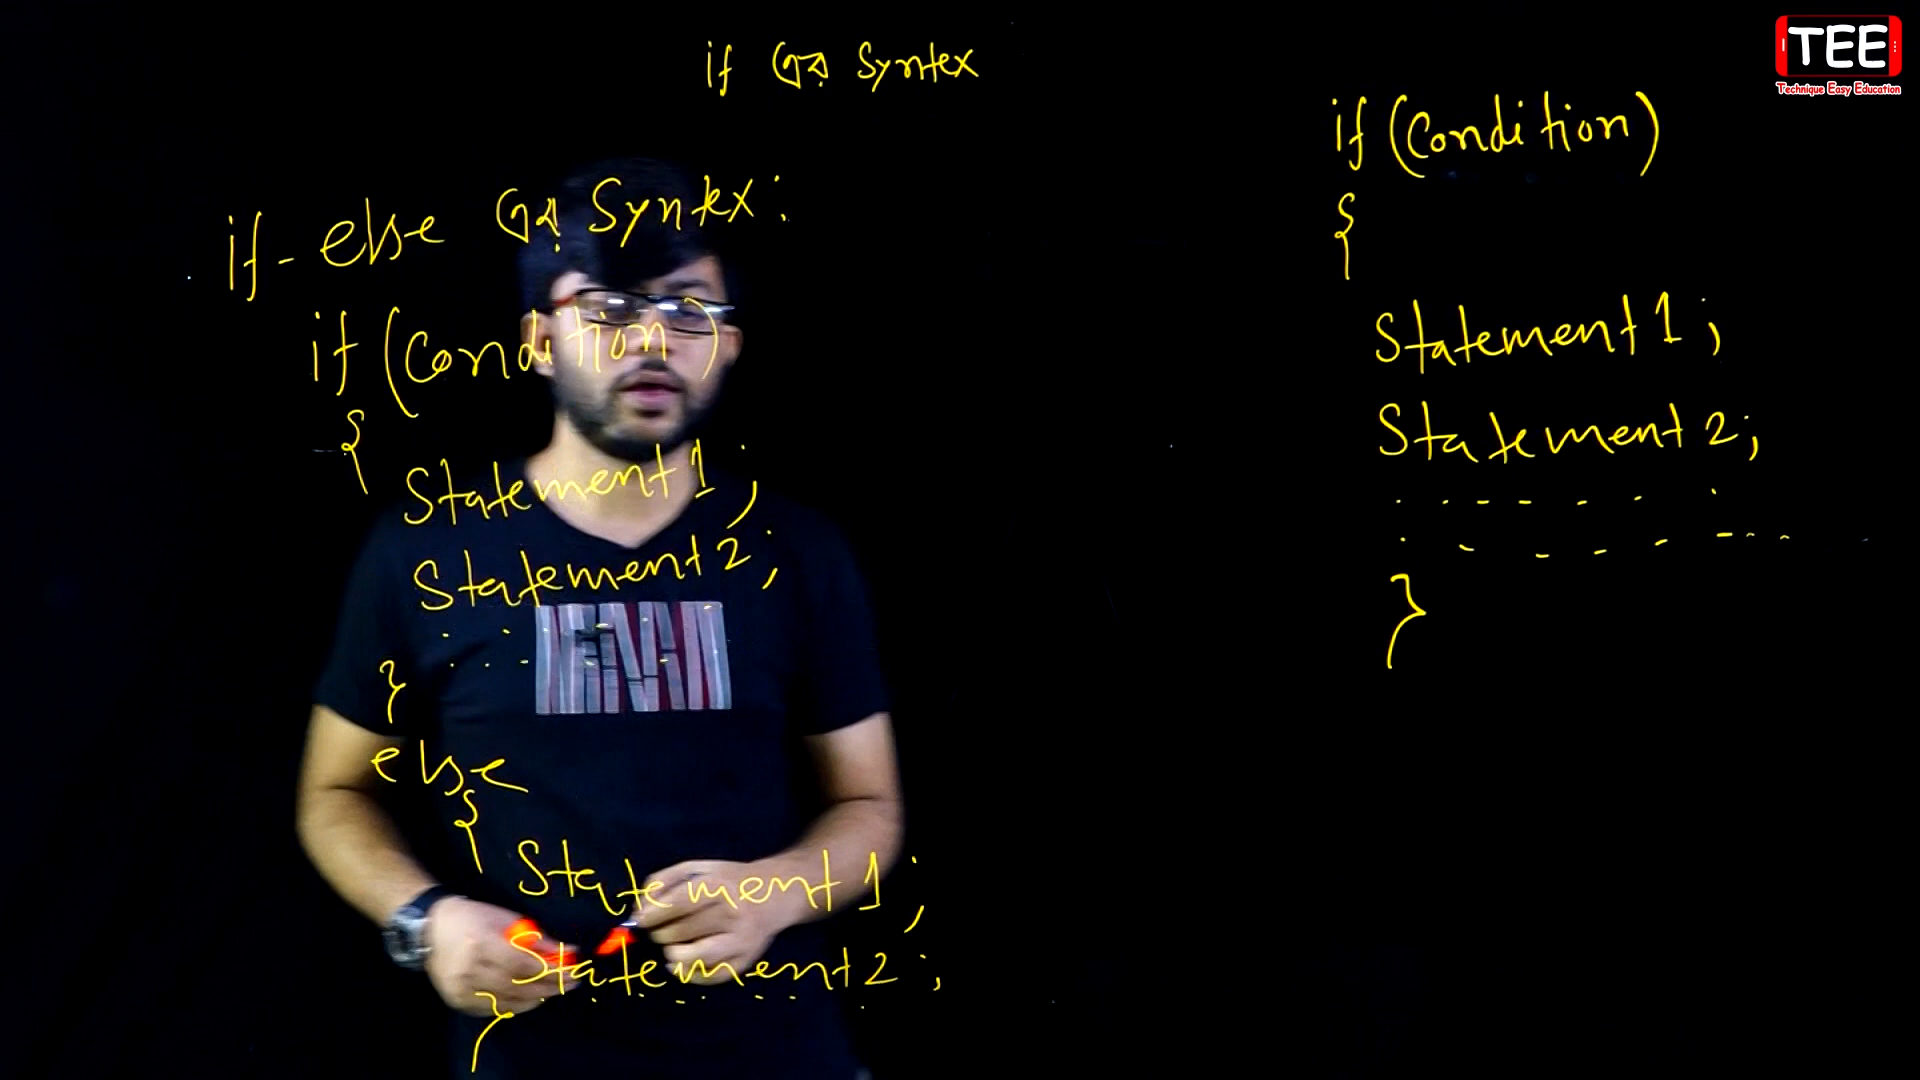 if এর Syntex
if-else এর Syntex:
if (Condition)
{
Statement 1;
Statement 2;
}
else
{
Statement 1;
Statement 2;
}
if (Condition)
{
Statement 1;
Statement 2;
}
TEE
Technique Easy Education